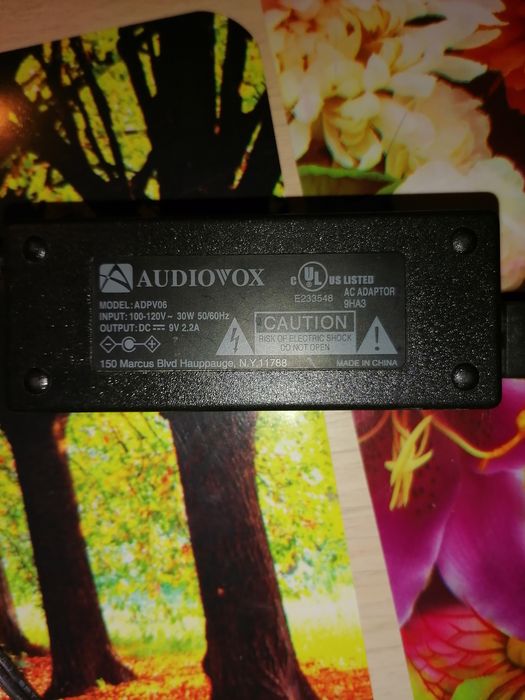 AUDIOVOX
MODEL: ADPV06
INPUT: 100-120V~ 30W 50/60Hz
OUTPUT: DC 9V 2.2A
- +
150 Marcus Blvd Hauppauge, N.Y.11788
C UL US LISTED
E233548
AC ADAPTOR
9HA3
CAUTION
RISK OF ELECTRIC SHOCK
DO NOT OPEN
MADE IN CHINA